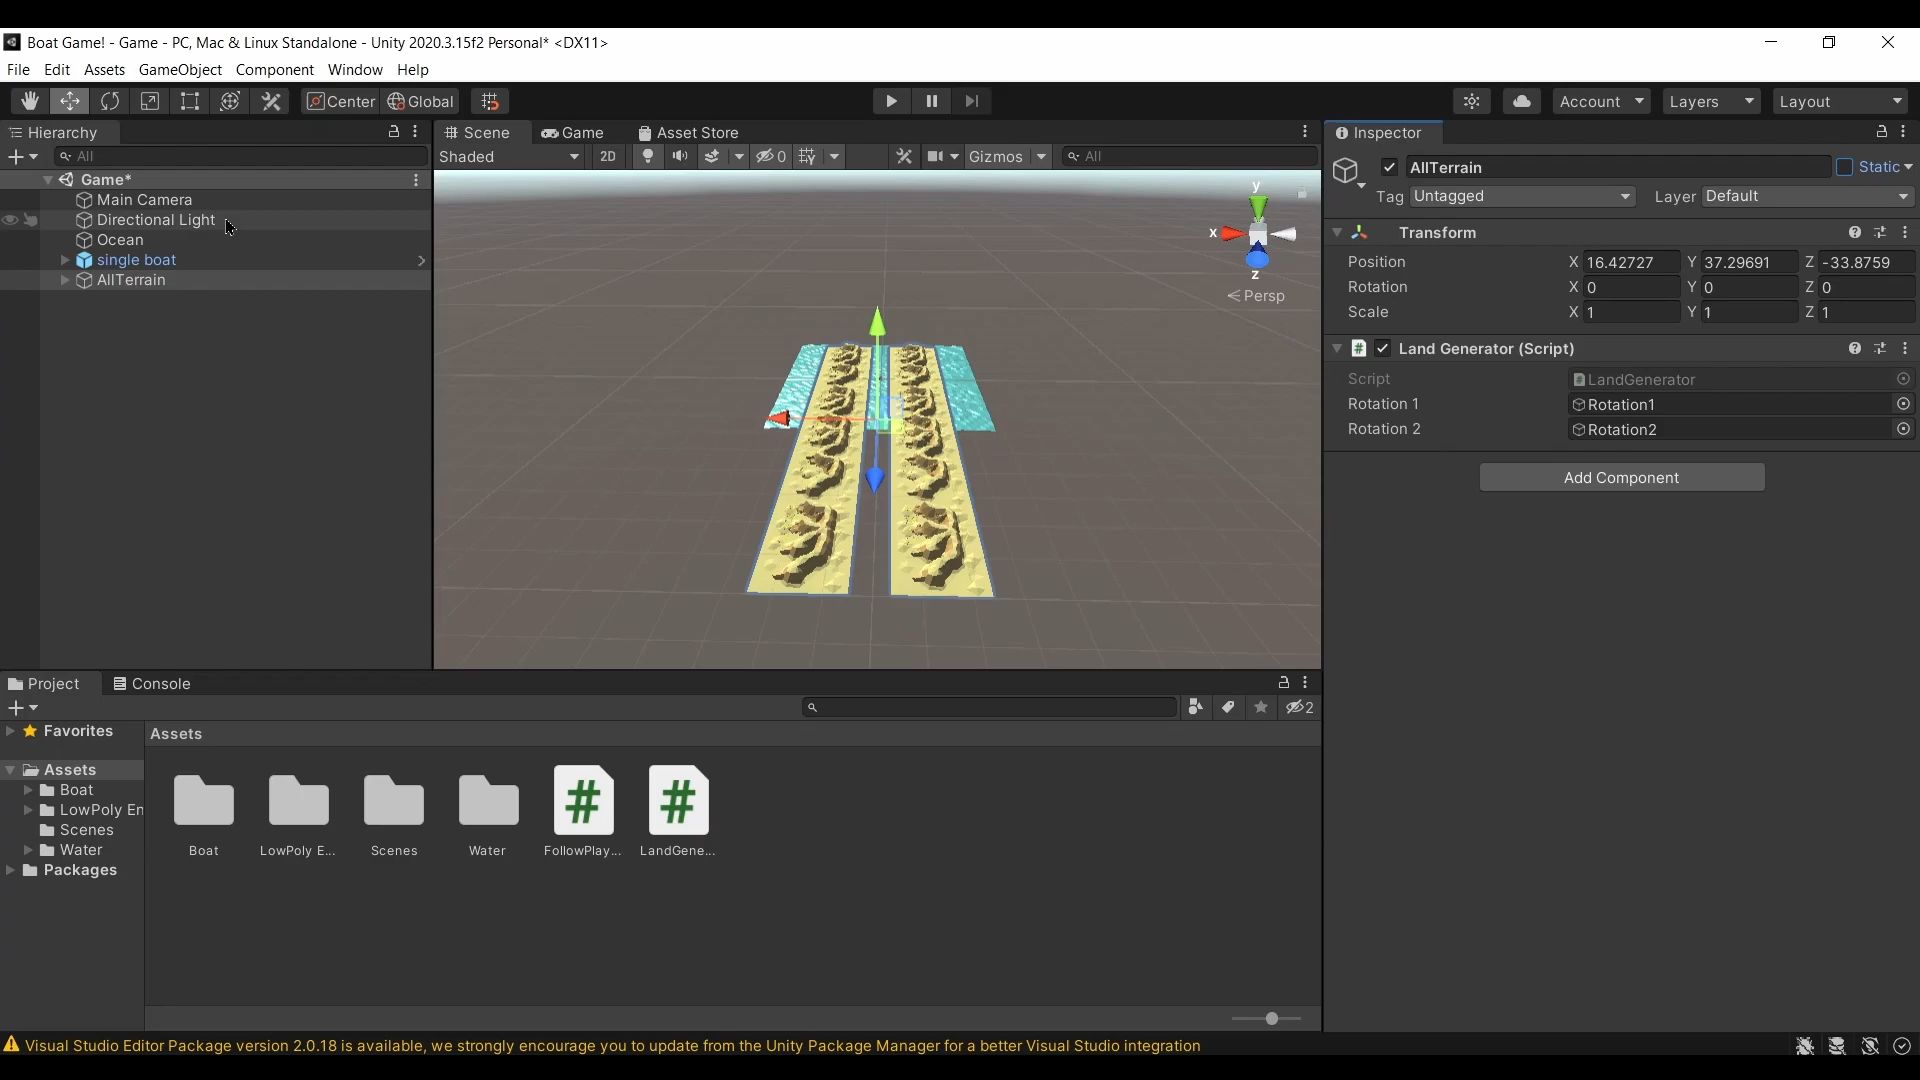 Boat Game! - Game - PC, Mac & Linux Standalone - Unity 2020.3.15f2 Personal* <DX11>
File Edit Assets GameObject Component Window Help
Center Global Account Layers Layout
Hierarchy
All
Game*
Main Camera
Directional Light
Ocean
single boat
AllTerrain
Scene Game Asset Store
Shaded 2D 0 Gizmos All
y
x
z
Persp
Inspector
AllTerrain Static
Tag Untagged Layer Default
Transform
Position X 16.42727 Y 37.29691 Z -33.8759
Rotation X 0 Y 0 Z 0
Scale X 1 Y 1 Z 1
# Land Generator (Script)
Script LandGenerator
Rotation 1 Rotation1
Rotation 2 Rotation2
Add Component
Project Console
2
Favorites
Assets
Boat
LowPoly En
Scenes
Water
Packages
Assets
Boat LowPoly E... Scenes Water FollowPlay... LandGene...
Visual Studio Editor Package version 2.0.18 is available, we strongly encourage you to update from the Unity Package Manager for a better Visual Studio integration